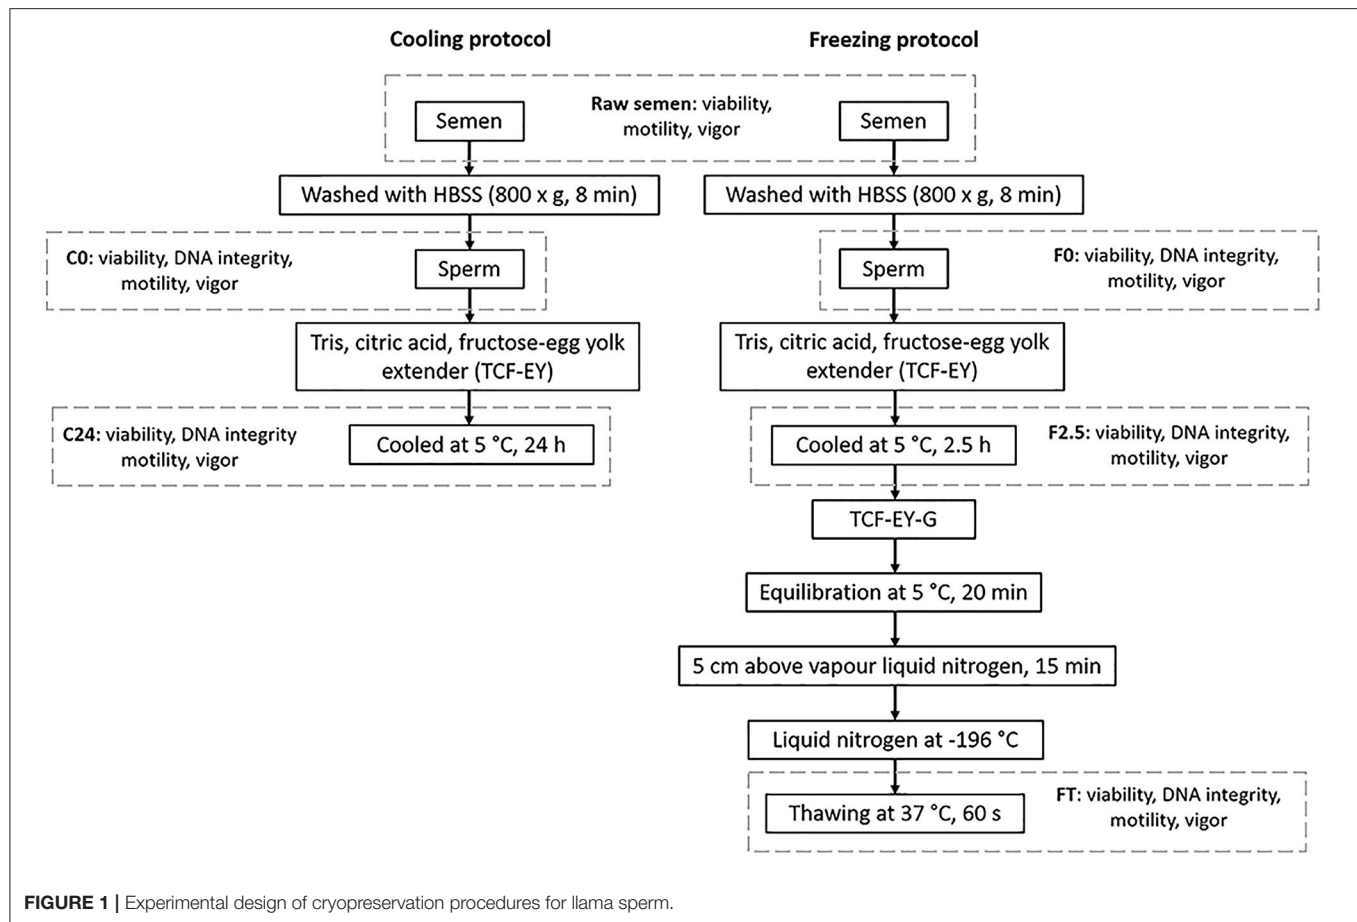 Cooling protocol
Freezing protocol
Raw semen: viability,
motility, vigor
Semen
Semen
Washed with HBSS (800 x g, 8 min)
Washed with HBSS (800 x g, 8 min)
C0: viability, DNA integrity,
motility, vigor
Sperm
Sperm
F0: viability, DNA integrity,
motility, vigor
Tris, citric acid, fructose-egg yolk
extender (TCF-EY)
Tris, citric acid, fructose-egg yolk
extender (TCF-EY)
C24: viability, DNA integrity
motility, vigor
Cooled at 5 °C, 24 h
Cooled at 5 °C, 2.5 h
F2.5: viability, DNA integrity,
motility, vigor
TCF-EY-G
Equilibration at 5 °C, 20 min
5 cm above vapour liquid nitrogen, 15 min
Liquid nitrogen at -196 °C
Thawing at 37 °C, 60 s
FT: viability, DNA integrity,
motility, vigor
FIGURE 1 | Experimental design of cryopreservation procedures for llama sperm.